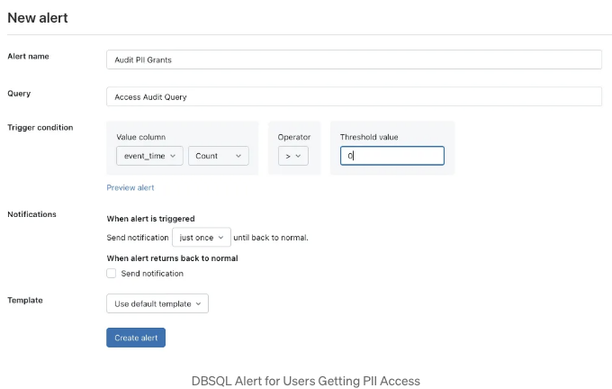 New alert
Alert name
Audit PII Grants
Query
Access Audit Query
Trigger condition
Value column
Operator
Threshold value
event_time
Count
>
0
Preview alert
Notifications
When alert is triggered
Send notification just once until back to normal.
When alert returns back to normal
Send notification
Template
Use default template
Create alert
DBSQL Alert for Users Getting PII Access